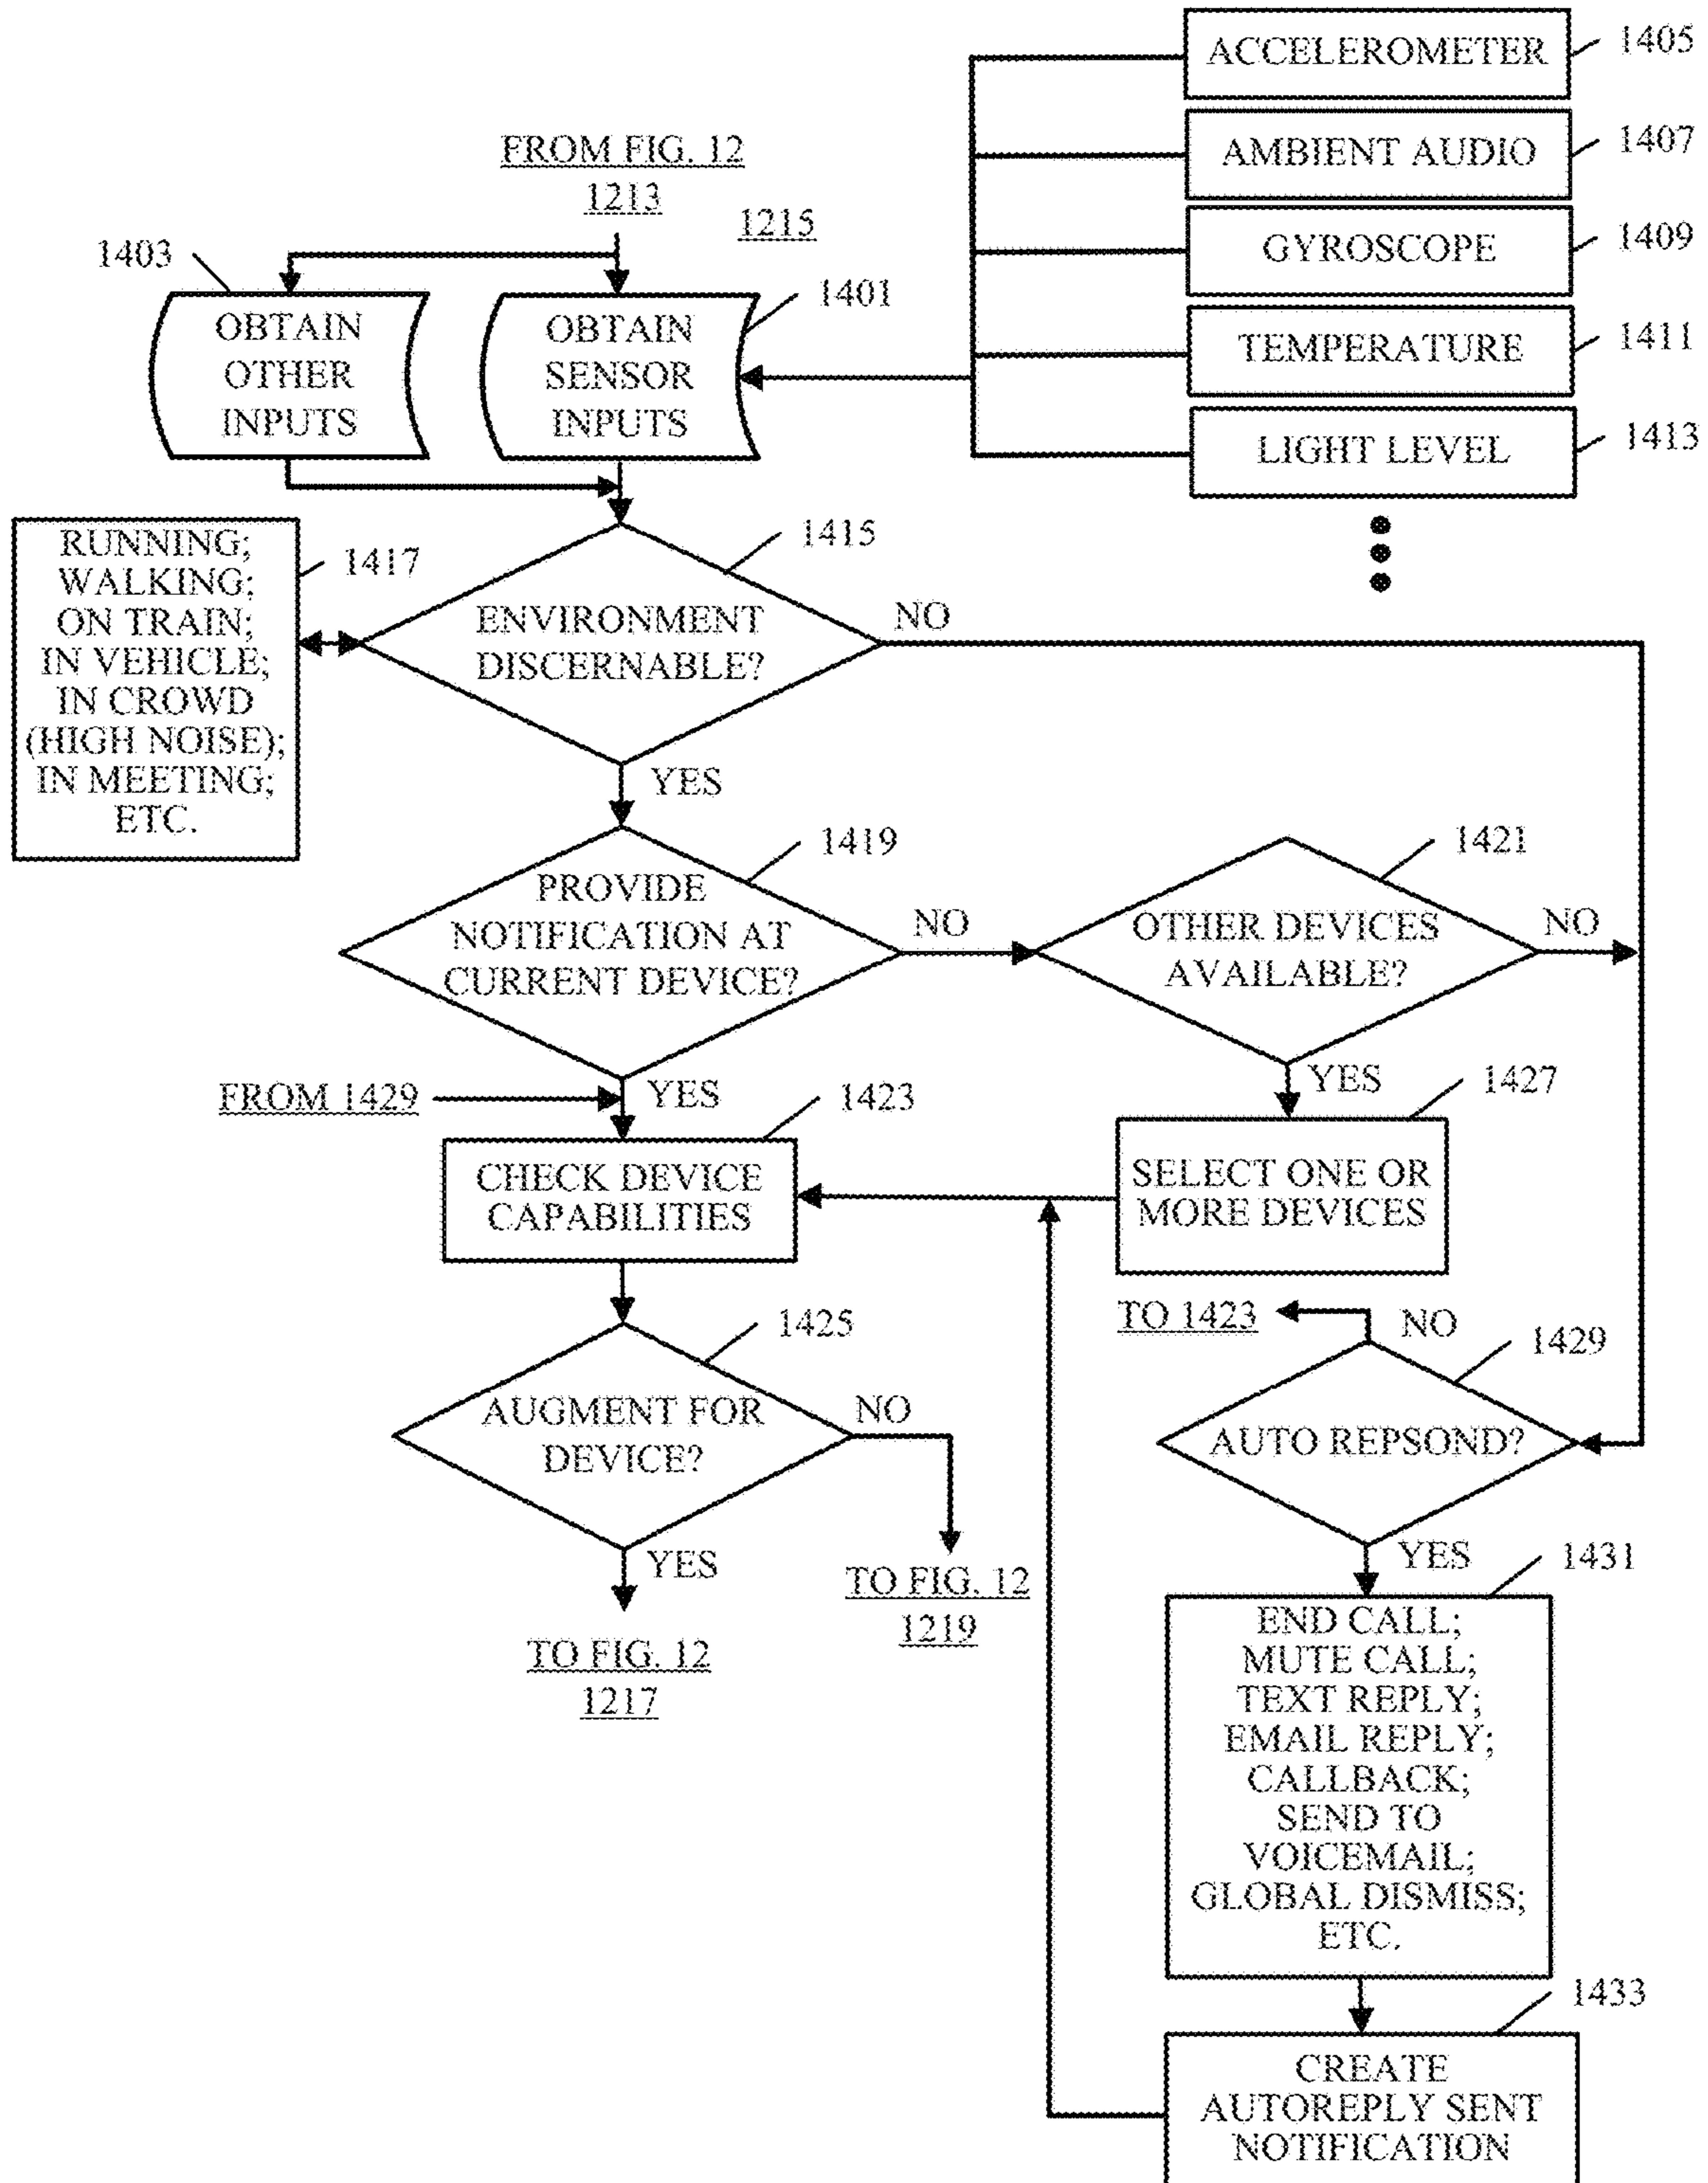 ACCELEROMETER
1405
AMBIENT AUDIO
1407
GYROSCOPE
1409
TEMPERATURE
1411
LIGHT LEVEL
1413
FROM FIG. 12
1213
1215
1403
OBTAIN
OTHER
INPUTS
1401
OBTAIN
SENSOR
INPUTS
RUNNING;
WALKING;
ON TRAIN;
IN VEHICLE;
IN CROWD
(HIGH NOISE);
IN MEETING;
ETC.
1417
1415
ENVIRONMENT
DISCERNABLE?
NO
YES
1419
PROVIDE
NOTIFICATION AT
CURRENT DEVICE?
NO
1421
OTHER DEVICES
AVAILABLE?
NO
YES
FROM 1429
YES
1423
CHECK DEVICE
CAPABILITIES
1427
SELECT ONE OR
MORE DEVICES
1425
AUGMENT FOR
DEVICE?
NO
YES
TO FIG. 12
1219
TO FIG. 12
1217
TO 1423
NO
1429
AUTO REPSOND?
YES
1431
END CALL;
MUTE CALL;
TEXT REPLY;
EMAIL REPLY;
CALLBACK;
SEND TO
VOICEMAIL;
GLOBAL DISMISS;
ETC.
1433
CREATE
AUTOREPLY SENT
NOTIFICATION